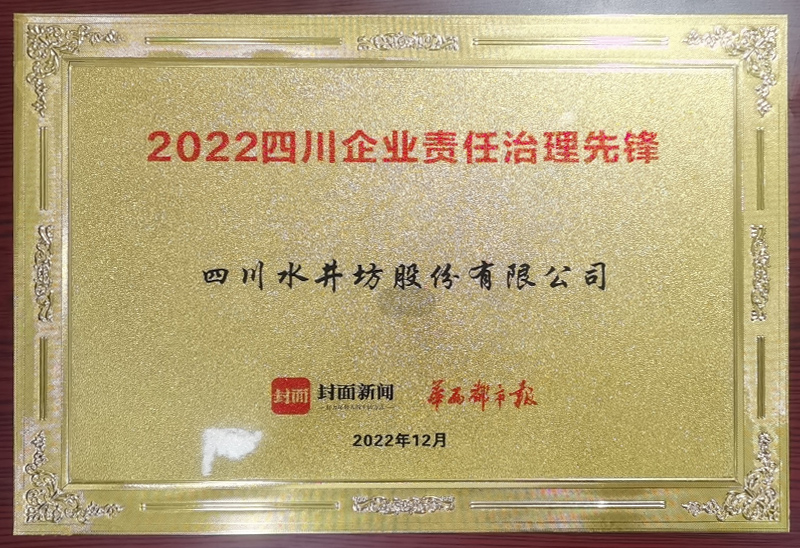 2022四川企业责任治理先锋
四川水井坊股份有限公司
封面 封面新闻 华西都市报
2022年12月